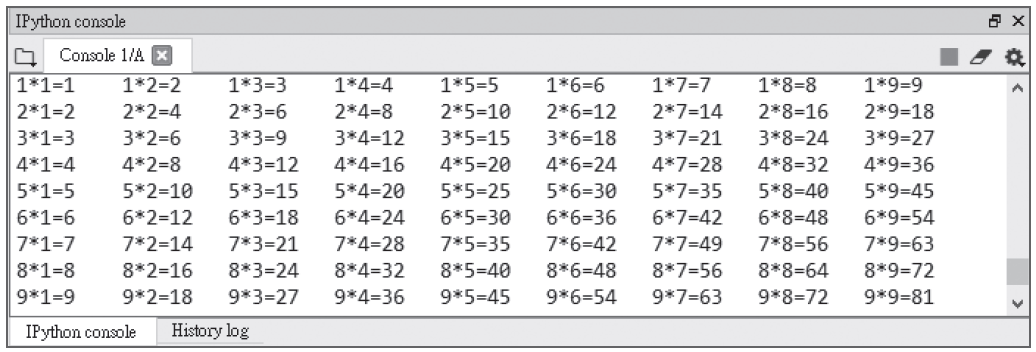 IPython console
Console 1/A
1*1=1 1*2=2 1*3=3 1*4=4 1*5=5 1*6=6 1*7=7 1*8=8 1*9=9
2*1=2 2*2=4 2*3=6 2*4=8 2*5=10 2*6=12 2*7=14 2*8=16 2*9=18
3*1=3 3*2=6 3*3=9 3*4=12 3*5=15 3*6=18 3*7=21 3*8=24 3*9=27
4*1=4 4*2=8 4*3=12 4*4=16 4*5=20 4*6=24 4*7=28 4*8=32 4*9=36
5*1=5 5*2=10 5*3=15 5*4=20 5*5=25 5*6=30 5*7=35 5*8=40 5*9=45
6*1=6 6*2=12 6*3=18 6*4=24 6*5=30 6*6=36 6*7=42 6*8=48 6*9=54
7*1=7 7*2=14 7*3=21 7*4=28 7*5=35 7*6=42 7*7=49 7*8=56 7*9=63
8*1=8 8*2=16 8*3=24 8*4=32 8*5=40 8*6=48 8*7=56 8*8=64 8*9=72
9*1=9 9*2=18 9*3=27 9*4=36 9*5=45 9*6=54 9*7=63 9*8=72 9*9=81
IPython console History log